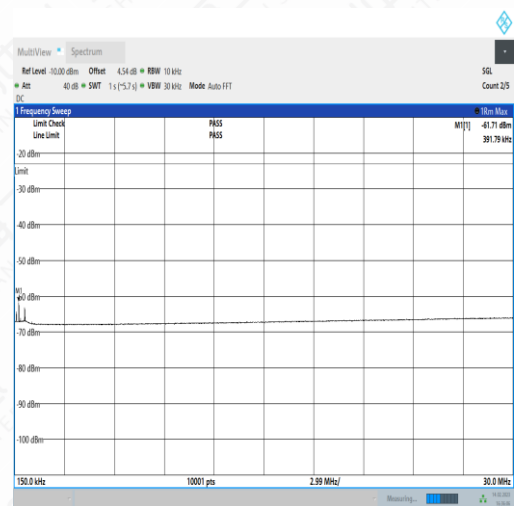 MultiView Spectrum
Ref Level -10.00 dBm Offset 4.54 dB RBW 10 kHz SGL
Att 40 dB SWT 1 s (~5.7 s) VBW 30 kHz Mode Auto FFT Count 2/5
DC
1 Frequency Sweep 1Rm Max
Limit Check PASS M1[1] -61.71 dBm
Line Limit PASS 391.79 kHz
-20 dBm
Limit
-30 dBm
-40 dBm
-50 dBm
M1
-60 dBm
-70 dBm
-80 dBm
-90 dBm
-100 dBm
150.0 kHz 10001 pts 2.99 MHz/ 30.0 MHz
Measuring...